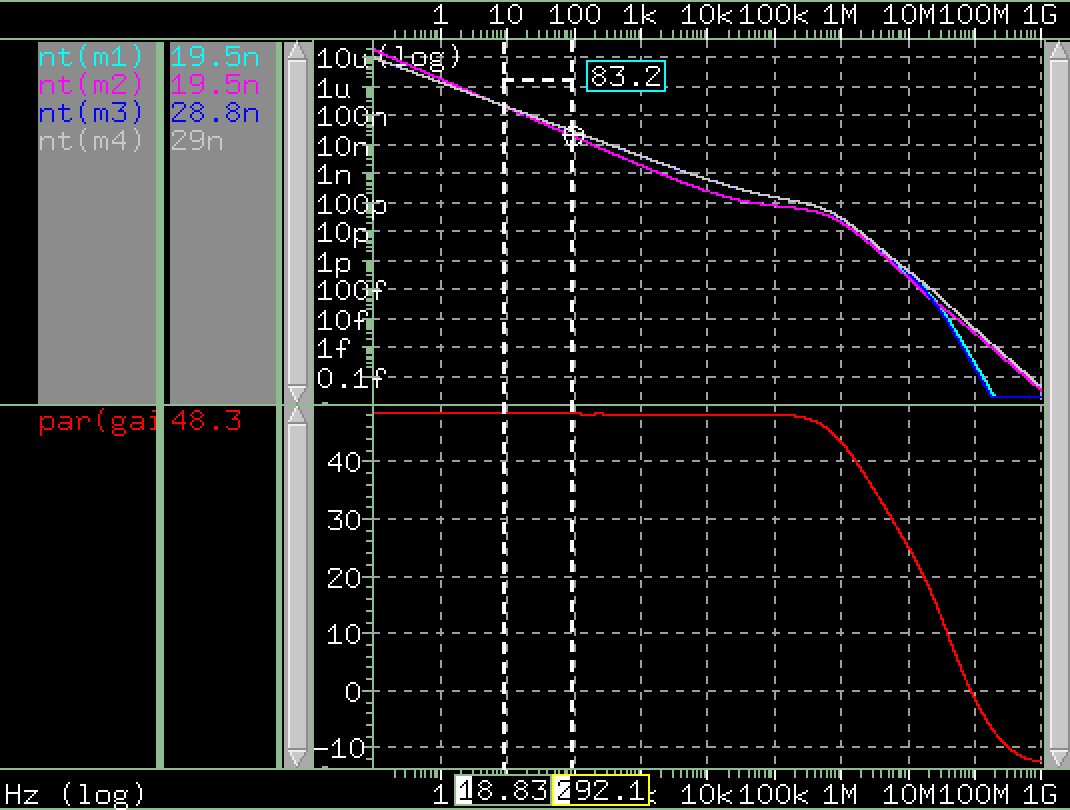 1 10 100 1k 10k 100k 1M 10M 100M 1G
nt(m1) 19.5n
nt(m2) 19.5n
nt(m3) 28.8n
nt(m4) 29n
10u (log)
83.2
1u
100n
10n
1n
100p
10p
1p
100f
10f
1f
0.1f
par(gai 48.3
40
30
20
10
0
-10
Hz (log) 1 18.83 292.1 10k 100k 1M 10M 100M 1G